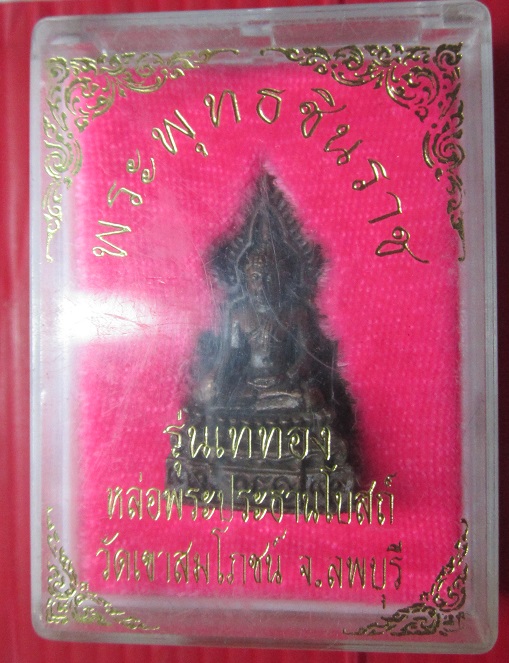 พระพุทธชินราช
รุ่นเททอง
หล่อพระประธานโบสถ์
วัดเขาสมโภชน์ จ.ลพบุรี